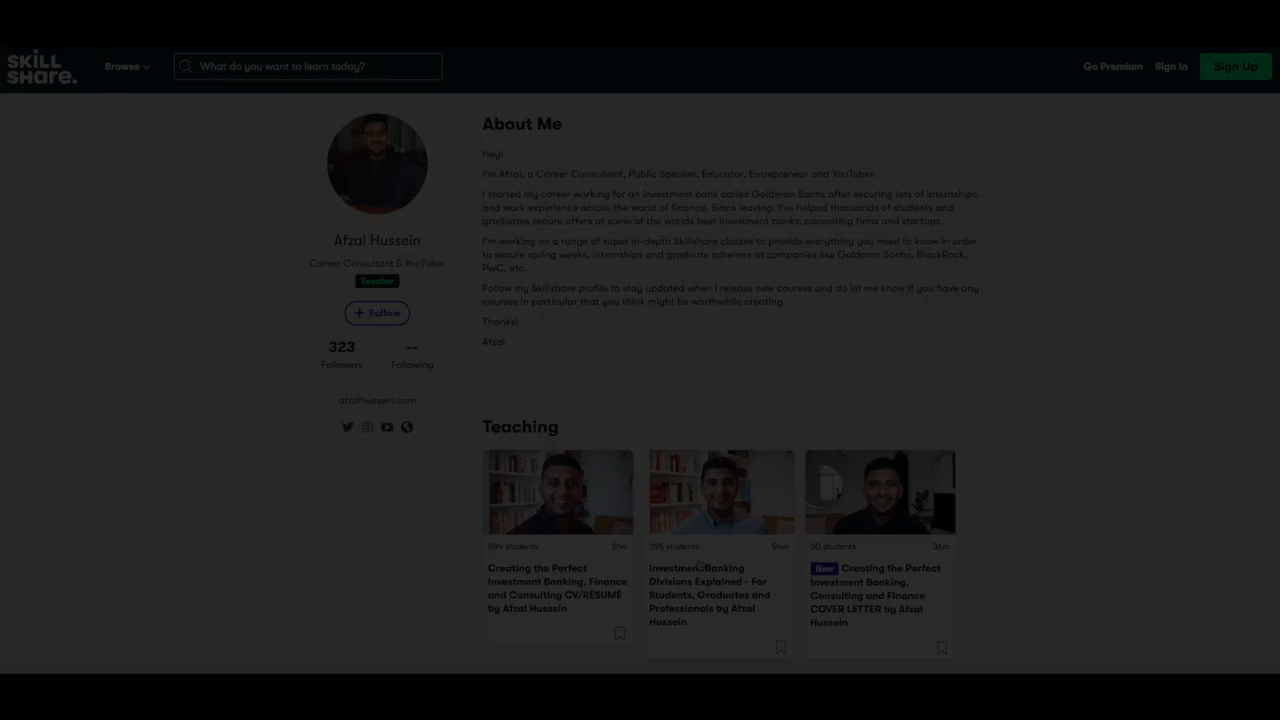 SKILL
SHARE.
Browse
What do you want to learn today?
Go Premium
Sign In
Sign Up
Afzal Hussein
Career Consultant & YouTuber
Teacher
+ Follow
323
Followers
--
Following
afzalhussein.com
About Me
Hey!
I'm Afzal, a Career Consultant, Public Speaker, Educator, Entrepreneur and YouTuber.
I started my career working for an investment bank called Goldman Sachs after securing lots of internships
and work experience across the world of finance. Since leaving, I've helped thousands of students and
graduates secure offers at some of the worlds best investment banks, consulting firms and startups.
I'm working on a range of super in-depth Skillshare classes to provide everything you need to know in order
to secure spring weeks, internships and graduate schemes at companies like Goldman Sachs, BlackRock,
PwC, etc.
Follow my Skillshare profile to stay updated when I release new courses and do let me know if you have any
courses in particular that you think might be worthwhile creating.
Thanks!
Afzal
Teaching
584 students
51m
Creating the Perfect
Investment Banking, Finance
and Consulting CV/RÉSUMÉ
by Afzal Hussein
395 students
54m
Investment Banking
Divisions Explained - For
Students, Graduates and
Professionals by Afzal
Hussein
50 students
36m
New Creating the Perfect
Investment Banking,
Consulting and Finance
COVER LETTER by Afzal
Hussein